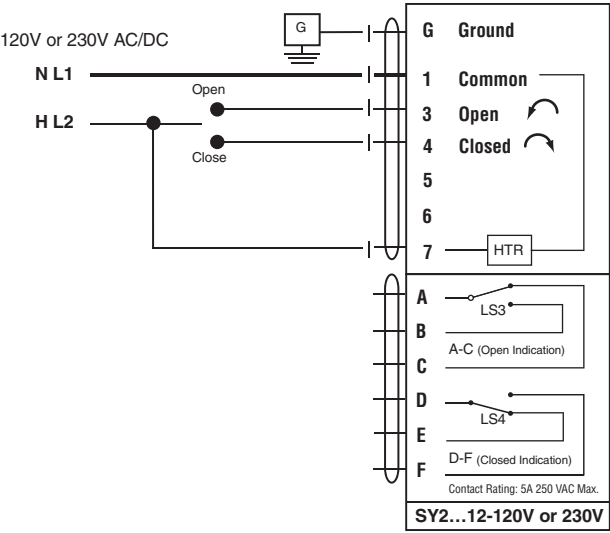 120V or 230V AC/DC
G
G Ground
N L1
1 Common
Open
3 Open
H L2
Close
4 Closed
5
6
7 HTR
A
LS3
B
A-C (Open Indication)
C
D
LS4
E
D-F (Closed Indication)
F
Contact Rating: 5A 250 VAC Max.
SY2…12-120V or 230V